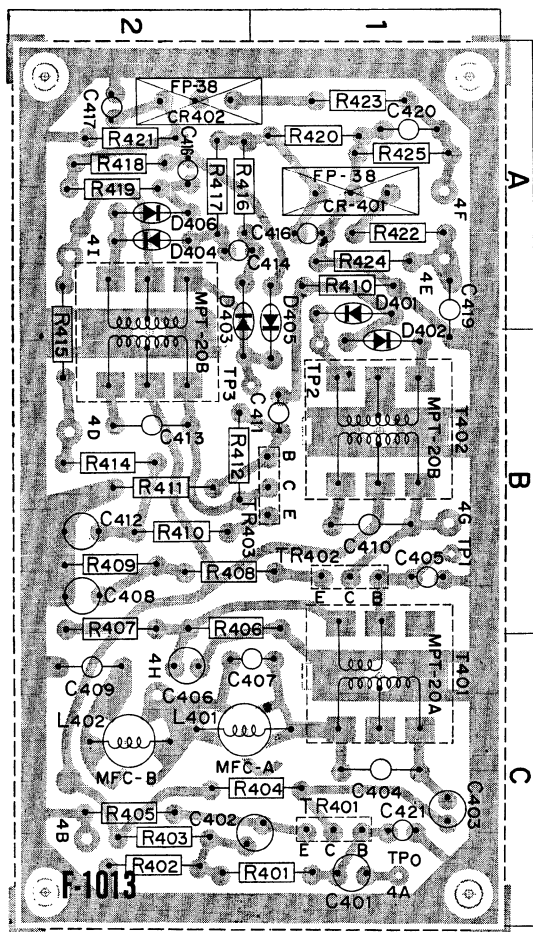 2 1
FP-38
CR402
R423
C417
C420
R421
R420
R425
R418
C418
R419
R417
R416
FP-38
CR-401
A
4F
D406
C416
R422
4I
D404
C414
R424
4E
R410
MPT-20B
D403
D405
D401
C419
R415
D402
TP3
TP2
C411
MPT-20B
T402
4D
C413
R412
R414
B
R411
C
B
E
R403
4G
C412
R410
C410
TP1
TR402
C405
R409
R408
C408
E C B
R407
R406
4H
C409
C406
C407
MPT-20A
T401
L402
L401
MFC-B
MFC-A
C
R404
C404
R405
TR401
C421
C403
4B
C402
R403
E C B
R402
R401
TP0
F-1013
C401
4A